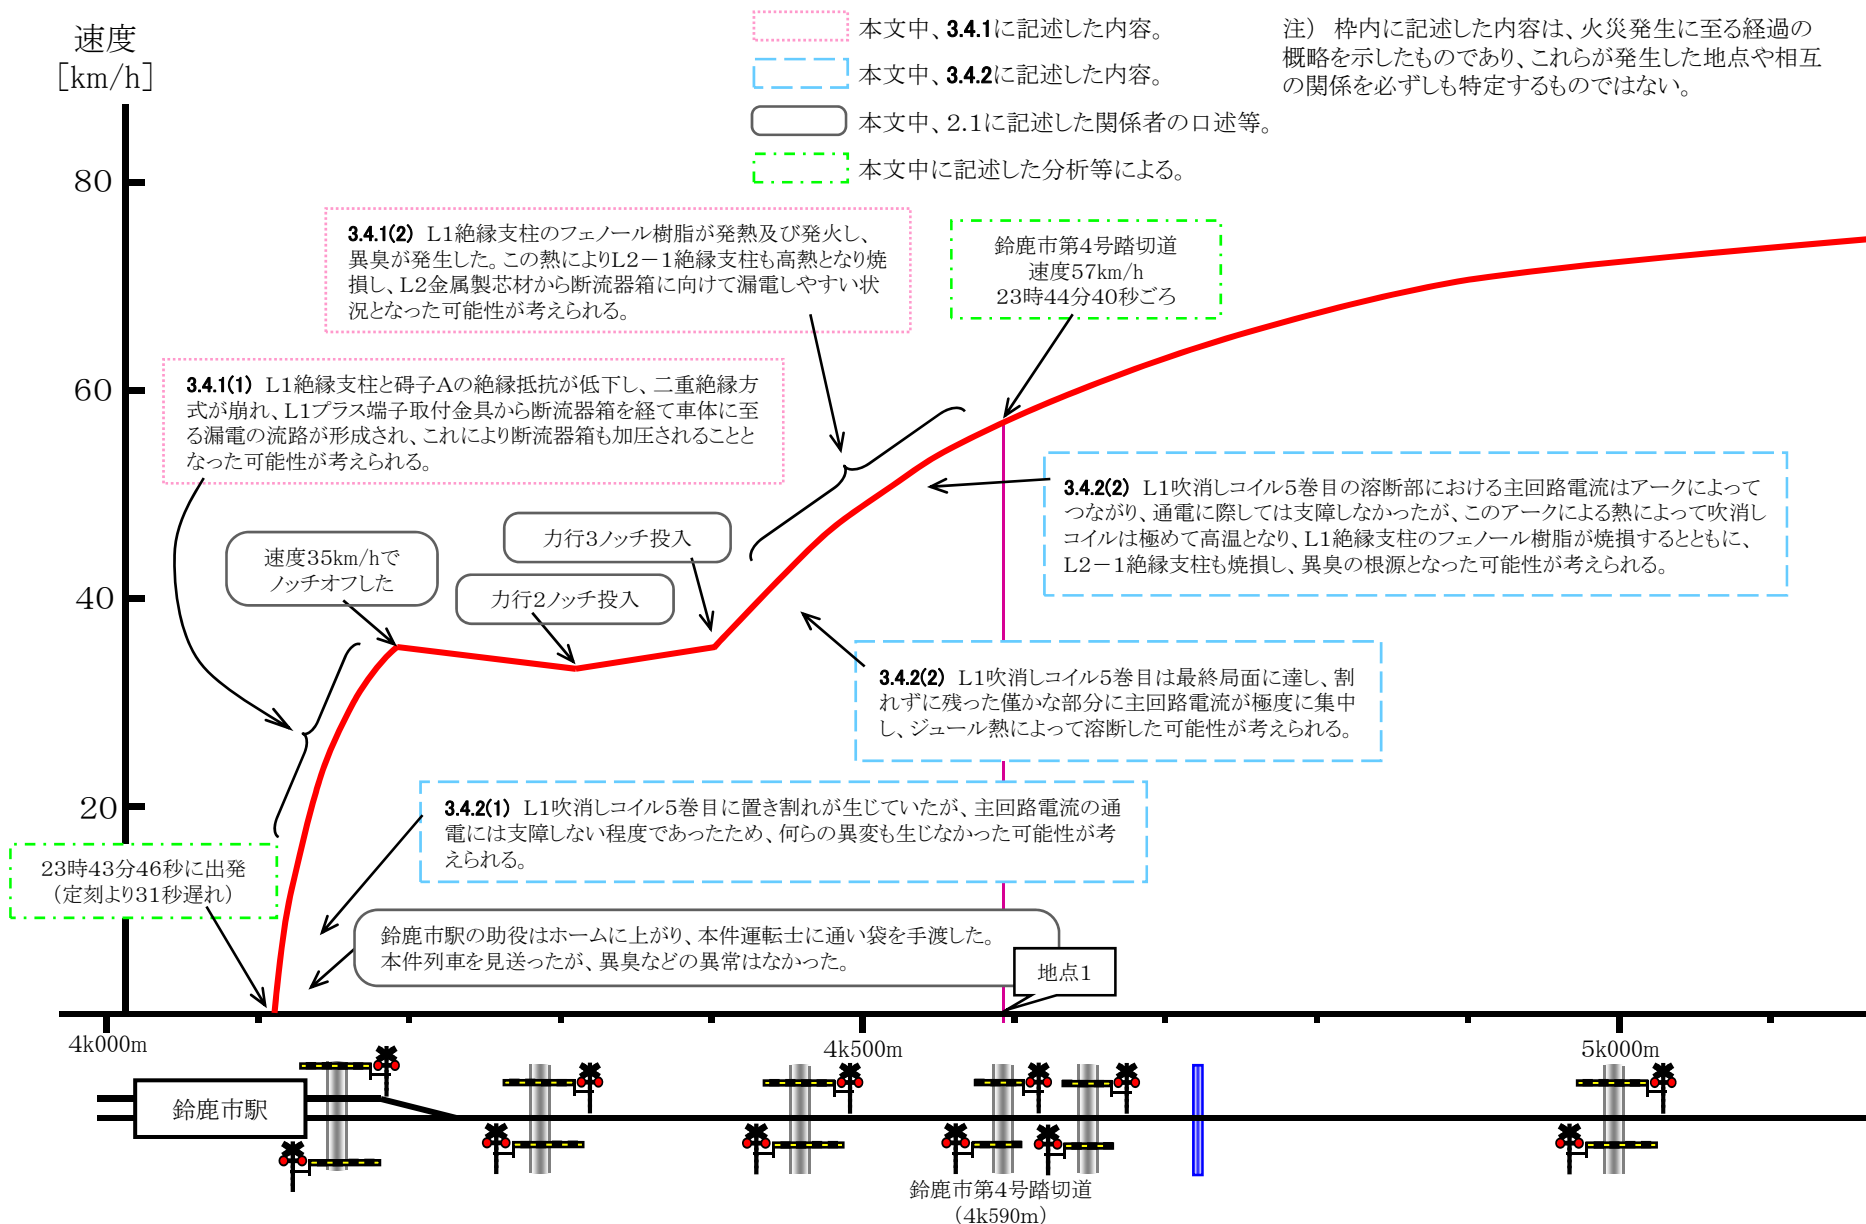 速度
[km/h]
本文中、3.4.1に記述した内容。
本文中、3.4.2に記述した内容。
本文中、2.1に記述した関係者の口述等。
本文中に記述した分析等による。
注） 枠内に記述した内容は、火災発生に至る経過の
概略を示したものであり、これらが発生した地点や相互
の関係を必ずしも特定するものではない。
80
60
40
20
3.4.1(2) L1絶縁支柱のフェノール樹脂が発熱及び発火し、
異臭が発生した。この熱によりL2－1絶縁支柱も高熱となり焼
損し、L2金属製芯材から断流器箱に向けて漏電しやすい状
況となった可能性が考えられる。
鈴鹿市第4号踏切道
速度57km/h
23時44分40秒ごろ
3.4.1(1) L1絶縁支柱と碍子Aの絶縁抵抗が低下し、二重絶縁方
式が崩れ、L1プラス端子取付金具から断流器箱を経て車体に至
る漏電の流路が形成され、これにより断流器箱も加圧されることと
なった可能性が考えられる。
3.4.2(2) L1吹消しコイル5巻目の溶断部における主回路電流はアークによって
つながり、通電に際しては支障しなかったが、このアークによる熱によって吹消し
コイルは極めて高温となり、L1絶縁支柱のフェノール樹脂が焼損するとともに、
L2－1絶縁支柱も焼損し、異臭の根源となった可能性が考えられる。
速度35km/hで
ノッチオフした
力行3ノッチ投入
力行2ノッチ投入
3.4.2(2) L1吹消しコイル5巻目は最終局面に達し、割
れずに残った僅かな部分に主回路電流が極度に集中
し、ジュール熱によって溶断した可能性が考えられる。
3.4.2(1) L1吹消しコイル5巻目に置き割れが生じていたが、主回路電流の通
電には支障しない程度であったため、何らの異変も生じなかった可能性が考
えられる。
23時43分46秒に出発
（定刻より31秒遅れ）
鈴鹿市駅の助役はホームに上がり、本件運転士に通い袋を手渡した。
本件列車を見送ったが、異臭などの異常はなかった。
地点1
4k000m
4k500m
5k000m
鈴鹿市駅
鈴鹿市第4号踏切道
（4k590m）